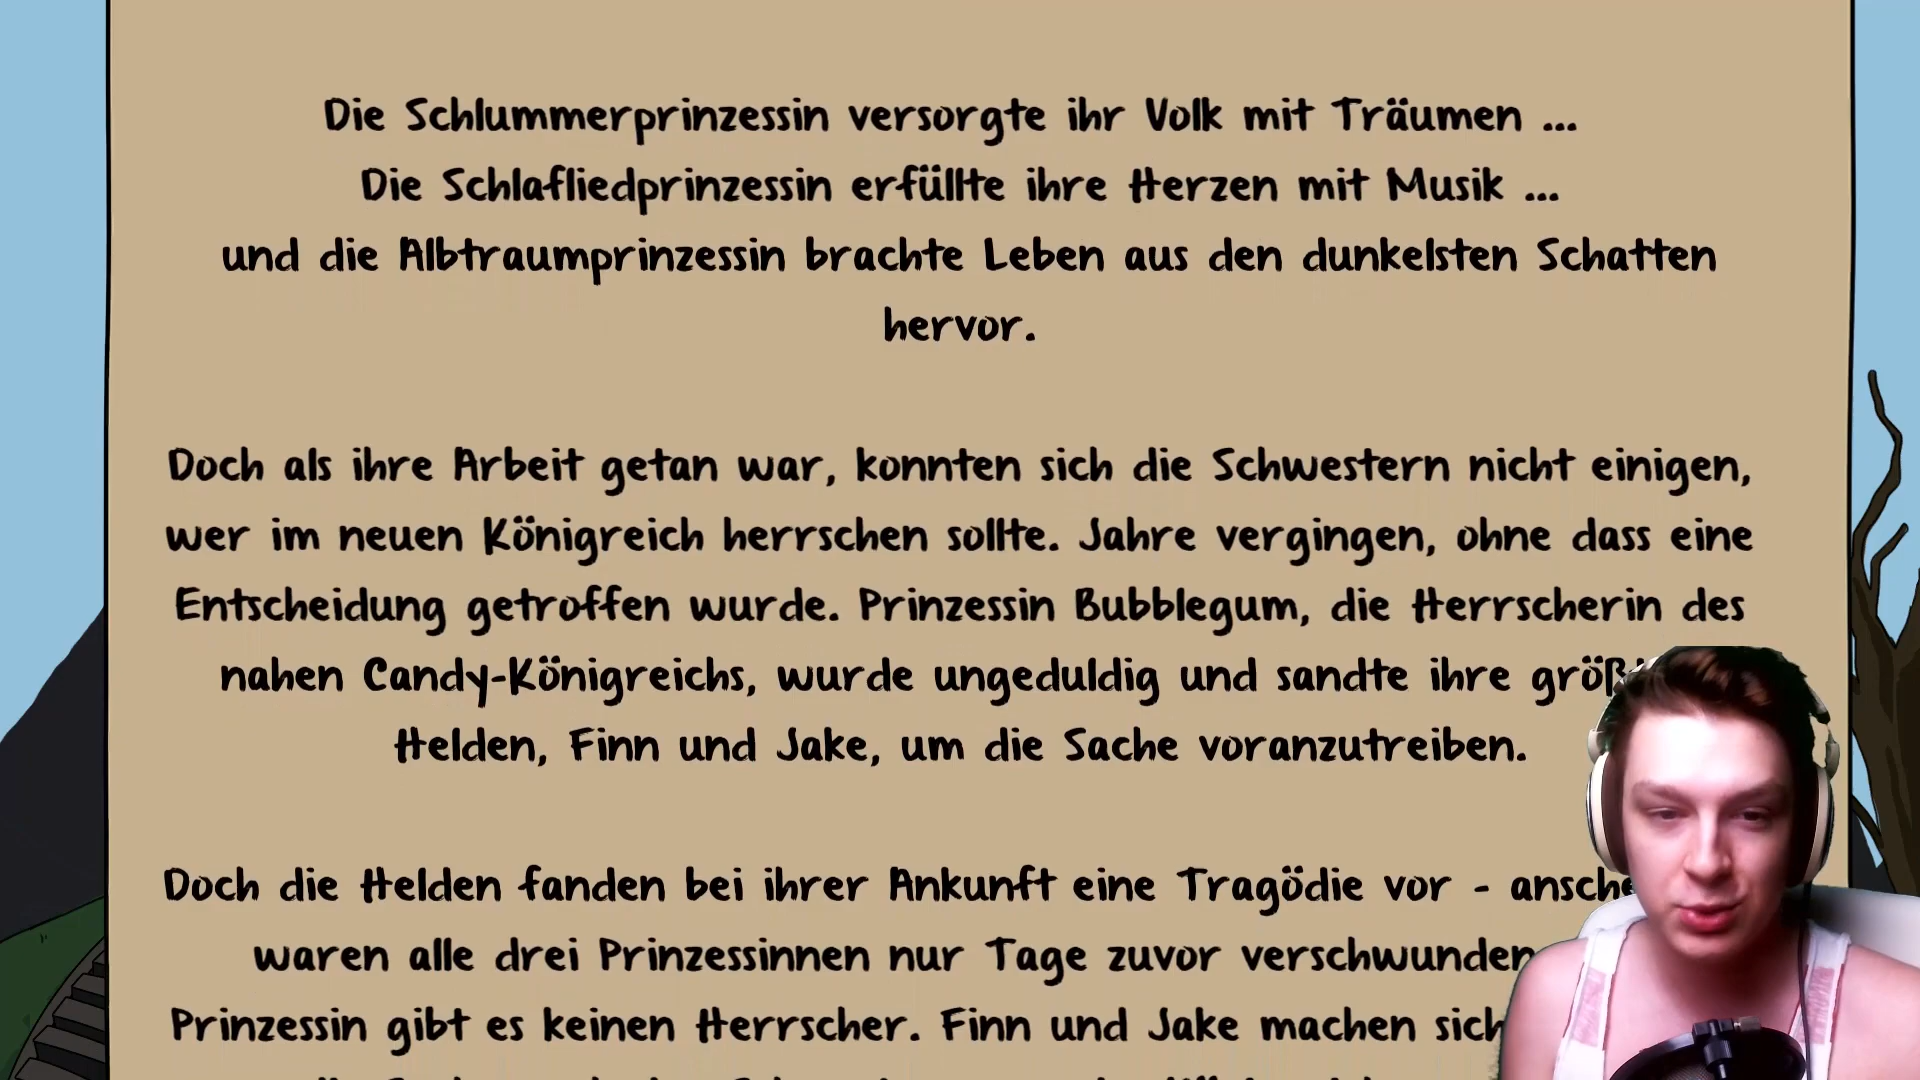 Die Schlummerprinzessin versorgte ihr Volk mit Träumen ...
Die Schlafliedprinzessin erfüllte ihre Herzen mit Musik ...
und die Albtraumprinzessin brachte Leben aus den dunkelsten Schatten
hervor.
Doch als ihre Arbeit getan war, konnten sich die Schwestern nicht einigen,
wer im neuen Königreich herrschen sollte. Jahre vergingen, ohne dass eine
Entscheidung getroffen wurde. Prinzessin Bubblegum, die Herrscherin des
nahen Candy-Königreichs, wurde ungeduldig und sandte ihre
Helden, Finn und Jake, um die Sache voranzutreiben.
Doch die Helden fanden bei ihrer Ankunft eine Tragödie vor -
waren alle drei Prinzessinnen nur Tage zuvor verschwunden
Prinzessin gibt es keinen Herrscher. Finn und Jake machen sich